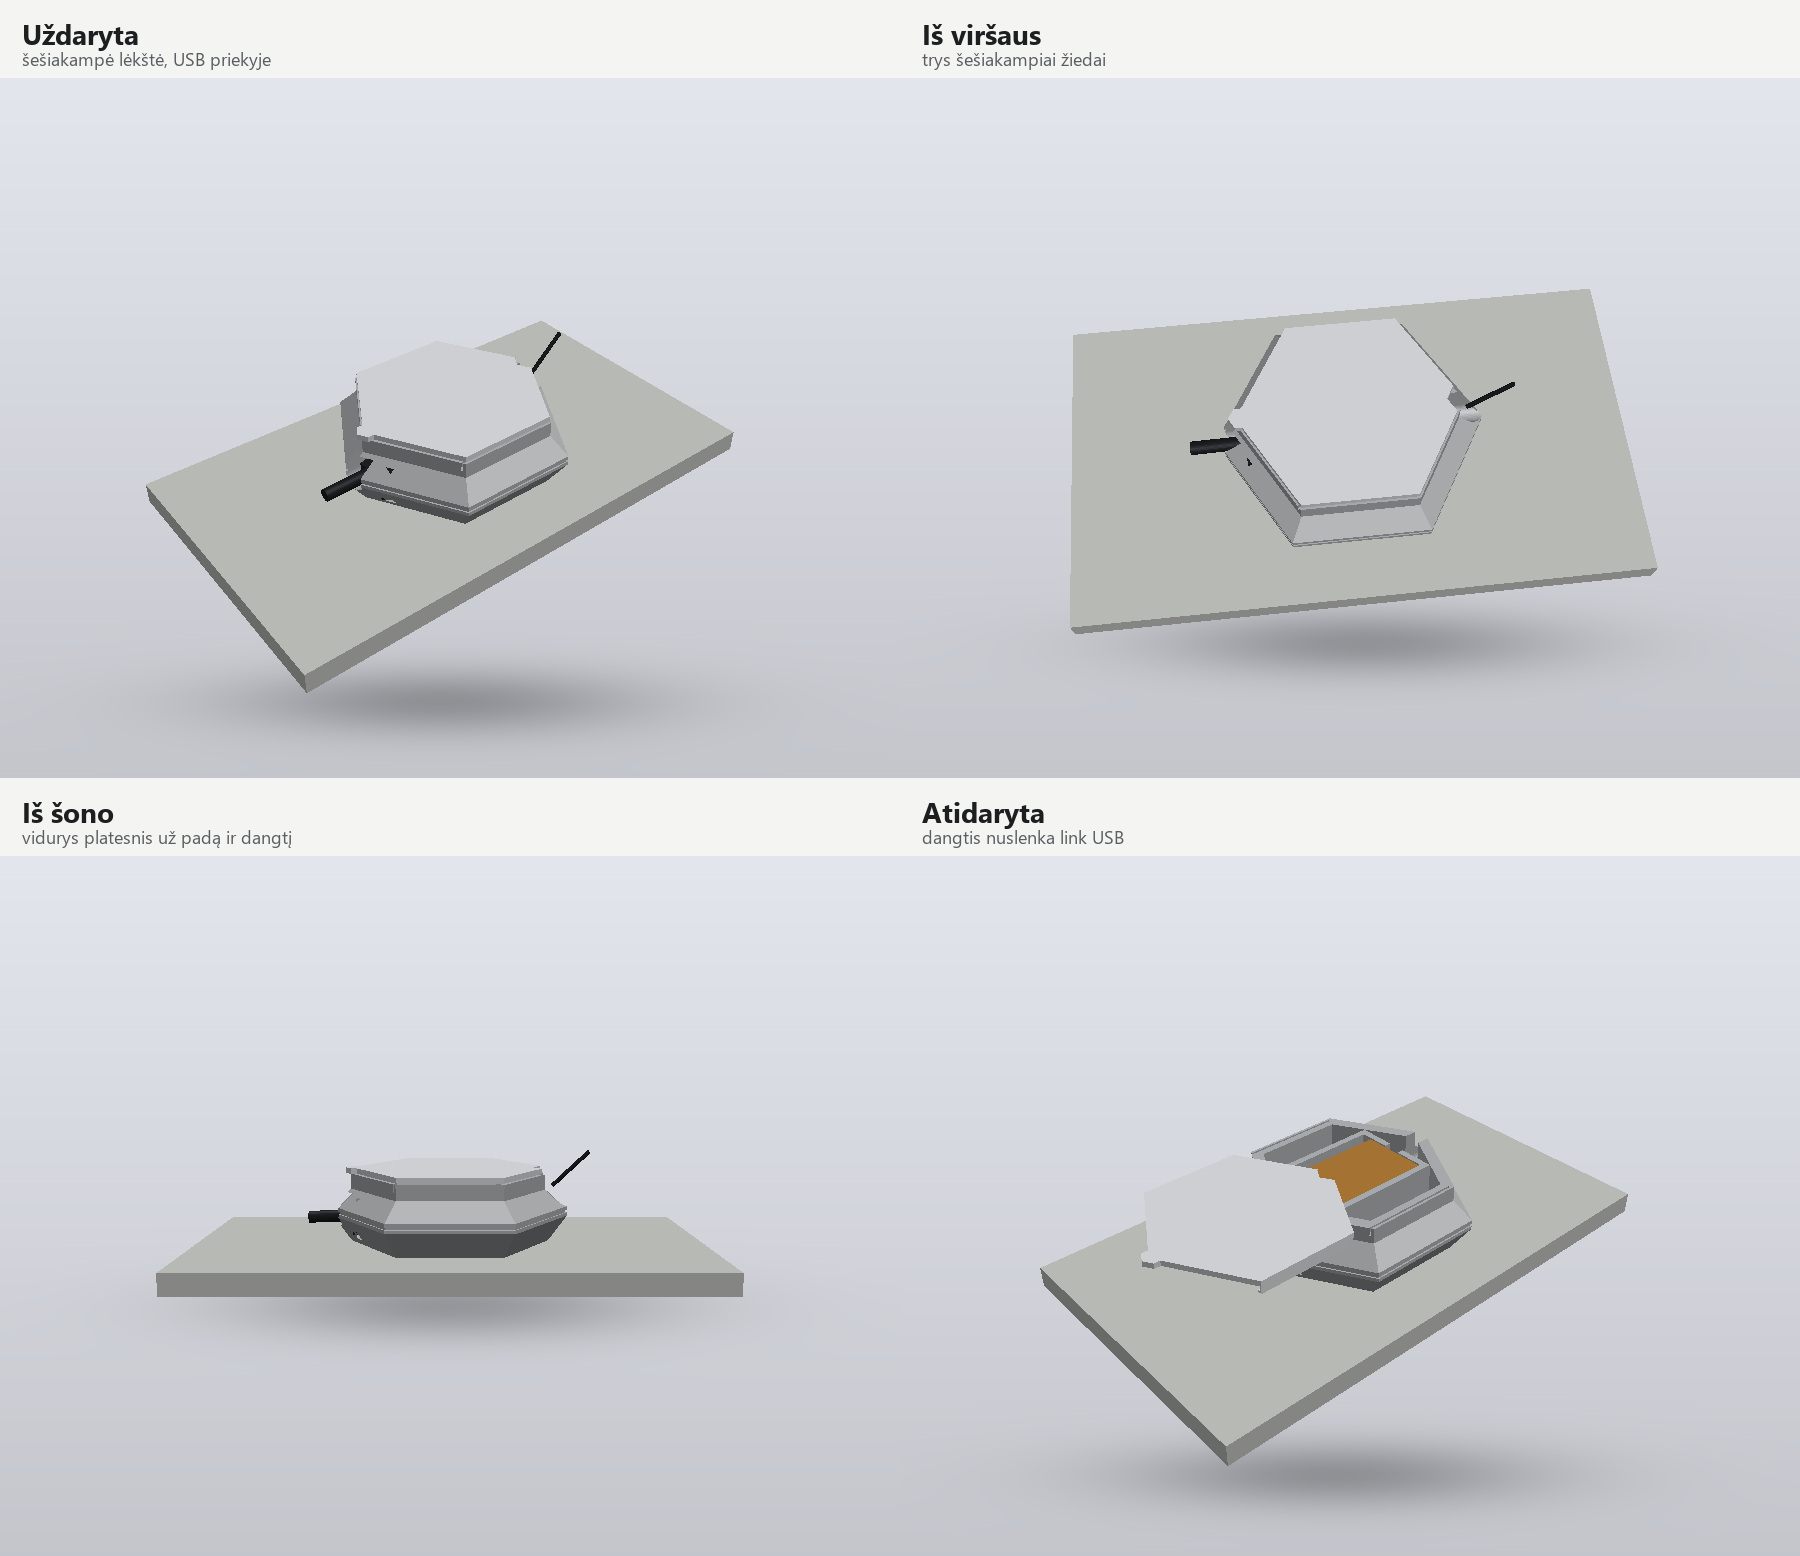 Uždaryta
šešiakampė lėkštė, USB priekyje
Iš viršaus
trys šešiakampiai žiedai
Iš šono
vidurys platesnis už padą ir dangtį
Atidaryta
dangtis nuslenka link USB